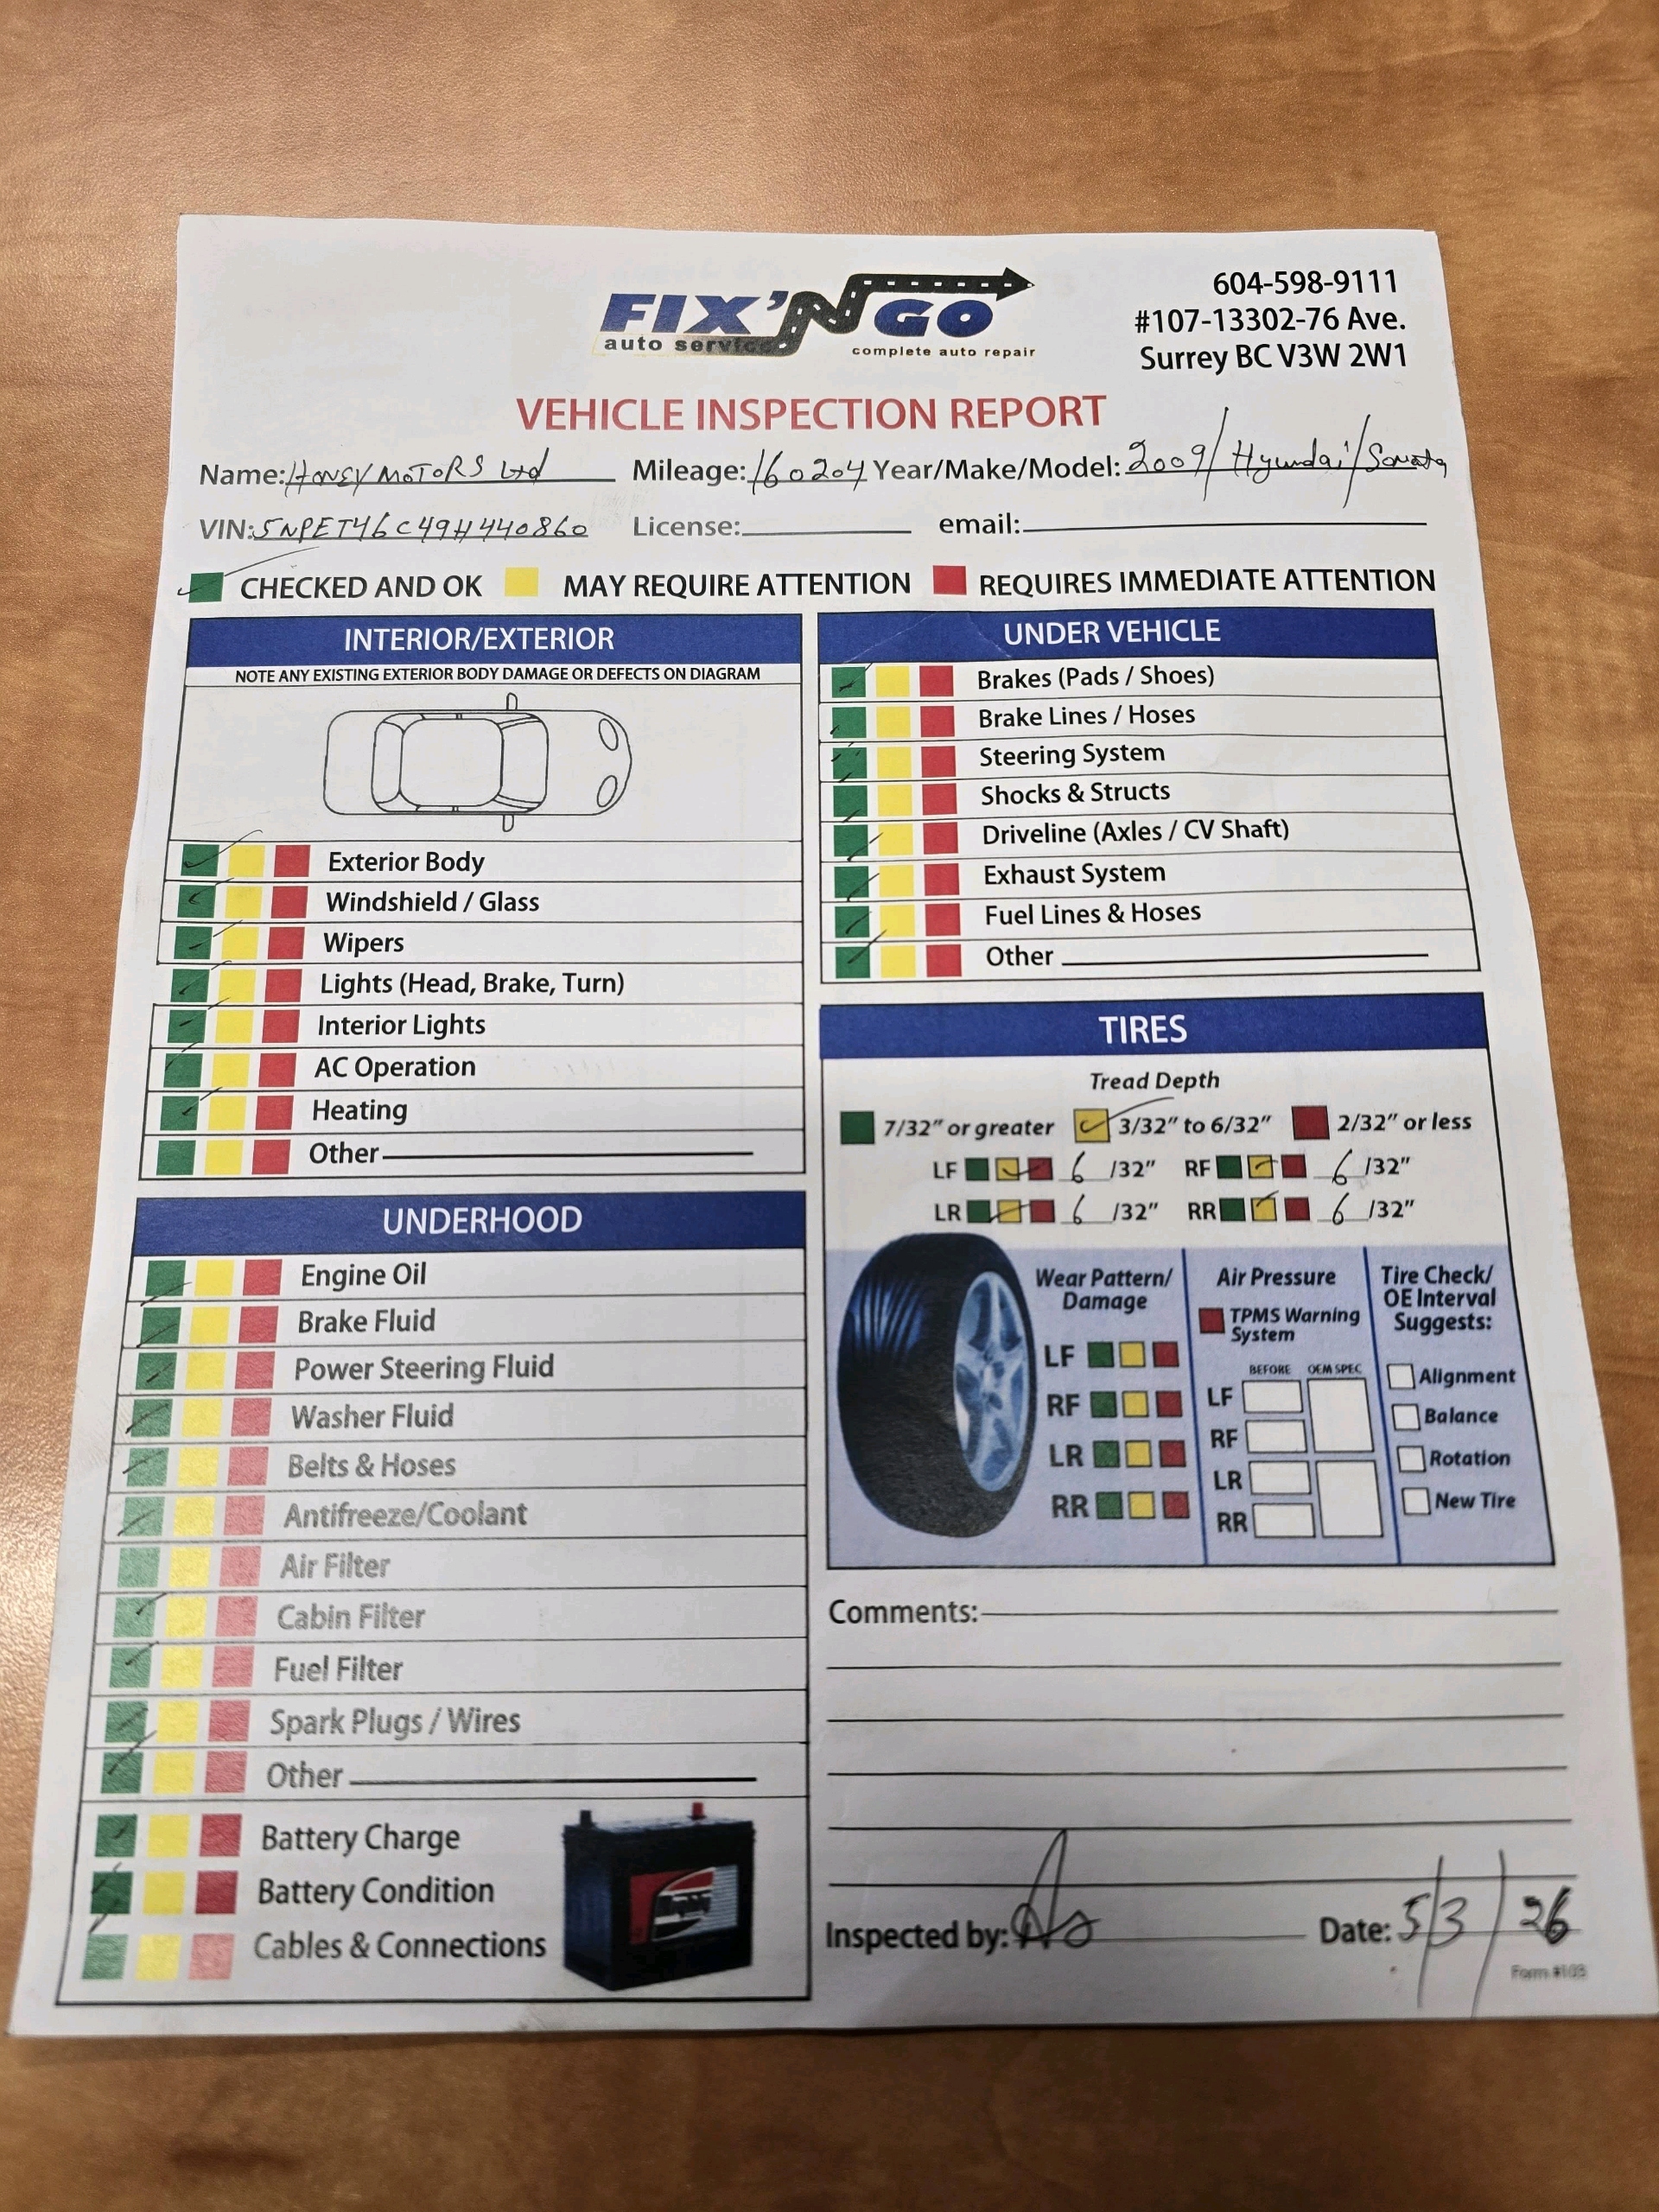 FIX'N GO
auto service
complete auto repair
604-598-9111
#107-13302-76 Ave.
Surrey BC V3W 2W1
VEHICLE INSPECTION REPORT
Name: HONEY MOTORS Ltd Mileage: 160204 Year/Make/Model: 2009/Hyundai/Sonata
VIN: 5NPET46C49H440860 License: email:
CHECKED AND OK MAY REQUIRE ATTENTION REQUIRES IMMEDIATE ATTENTION
INTERIOR/EXTERIOR
NOTE ANY EXISTING EXTERIOR BODY DAMAGE OR DEFECTS ON DIAGRAM
Exterior Body
Windshield / Glass
Wipers
Lights (Head, Brake, Turn)
Interior Lights
AC Operation
Heating
Other
UNDERHOOD
Engine Oil
Brake Fluid
Power Steering Fluid
Washer Fluid
Belts & Hoses
Antifreeze/Coolant
Air Filter
Cabin Filter
Fuel Filter
Spark Plugs / Wires
Other
Battery Charge
Battery Condition
Cables & Connections
UNDER VEHICLE
Brakes (Pads / Shoes)
Brake Lines / Hoses
Steering System
Shocks & Structs
Driveline (Axles / CV Shaft)
Exhaust System
Fuel Lines & Hoses
Other
TIRES
Tread Depth
7/32" or greater 3/32" to 6/32" 2/32" or less
LF 6 /32" RF 6 /32"
LR 6 /32" RR 6 /32"
Wear Pattern/
Damage
LF
RF
LR
RR
Air Pressure
TPMS Warning
System
BEFORE OEM SPEC
LF
RF
LR
RR
Tire Check/
OE Interval
Suggests:
Alignment
Balance
Rotation
New Tire
Comments:
Inspected by: Date: 5/3/26
Form #103